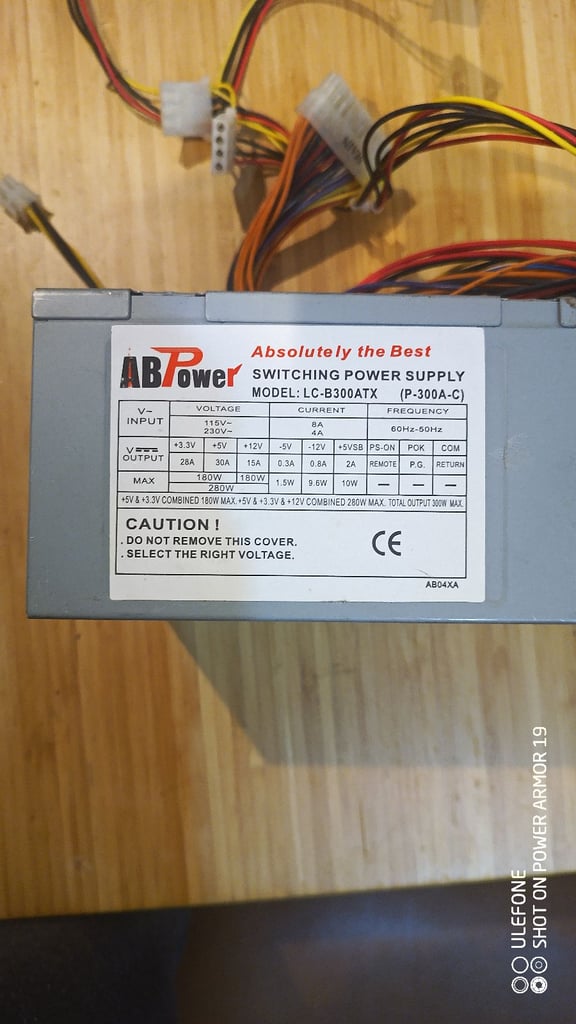 ABPower
Absolutely the Best
SWITCHING POWER SUPPLY
MODEL: LC-B300ATX (P-300A-C)
V~ INPUT
VOLTAGE CURRENT FREQUENCY
115V~ 8A 60Hz-50Hz
230V~ 4A
V OUTPUT
+3.3V +5V +12V -5V -12V +5VSB PS-ON POK COM
28A 30A 15A 0.3A 0.8A 2A REMOTE P.G. RETURN
MAX 180W 180W 1.5W 9.6W 10W — — —
280W
+5V & +3.3V COMBINED 180W MAX. +5V & +3.3V & +12V COMBINED 280W MAX. TOTAL OUTPUT 300W MAX.
CAUTION !
. DO NOT REMOVE THIS COVER.
. SELECT THE RIGHT VOLTAGE.
CE
AB04XA
ULEFONE
SHOT ON POWER ARMOR 19